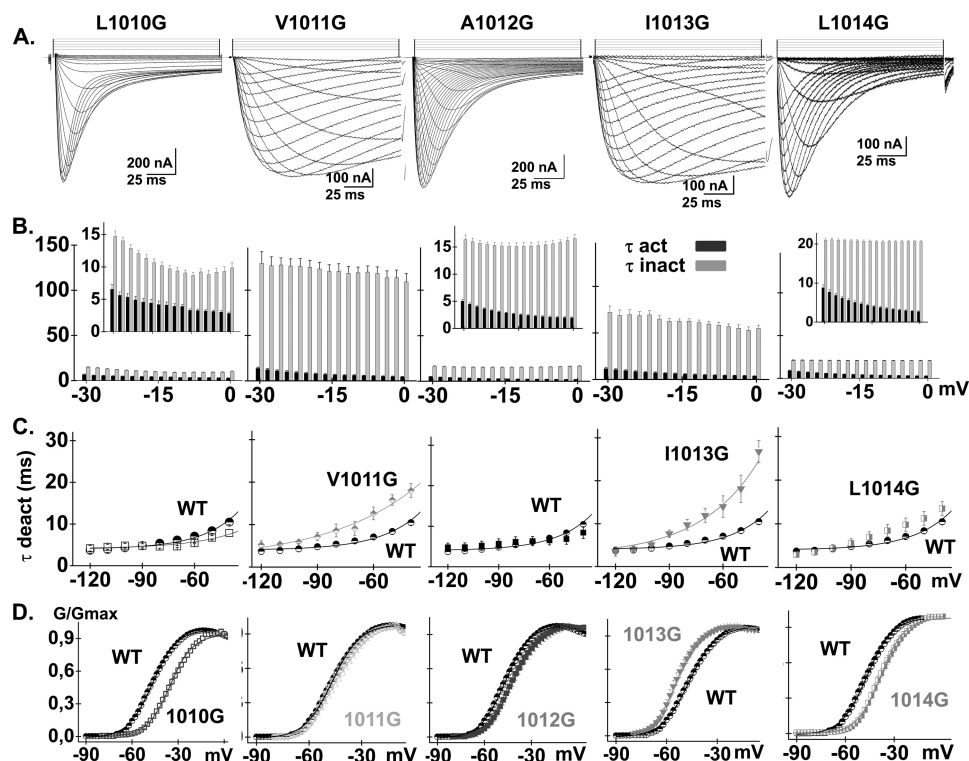 L1010G V1011G A1012G I1013G L1014G
A.
200 nA 100 nA 200 nA 100 nA 100 nA
25 ms 25 ms 25 ms 25 ms 25 ms
B.
150
100
50
0
15
10
5
0
15
10
5
0
τ act
τ inact
20
10
0
-30 -15 0 -30 -15 0 -30 -15 0 -30 -15 0 -30 -15 0 mV
C.
τ deact (ms)
30
20
10
0
WT
V1011G
WT
WT
I1013G
WT
L1014G
WT
-120 -90 -60 -120 -90 -60 -120 -90 -60 -120 -90 -60 -120 -90 -60 mV
D. G/Gmax
0,9
0,6
0,3
0,0
WT
1010G
WT
1011G
WT
1012G
1013G
WT
WT
1014G
-90 -60 -30 mV -90 -60 -30 mV -90 -60 -30 mV -90 -60 -30 mV -90 -60 -30 mV